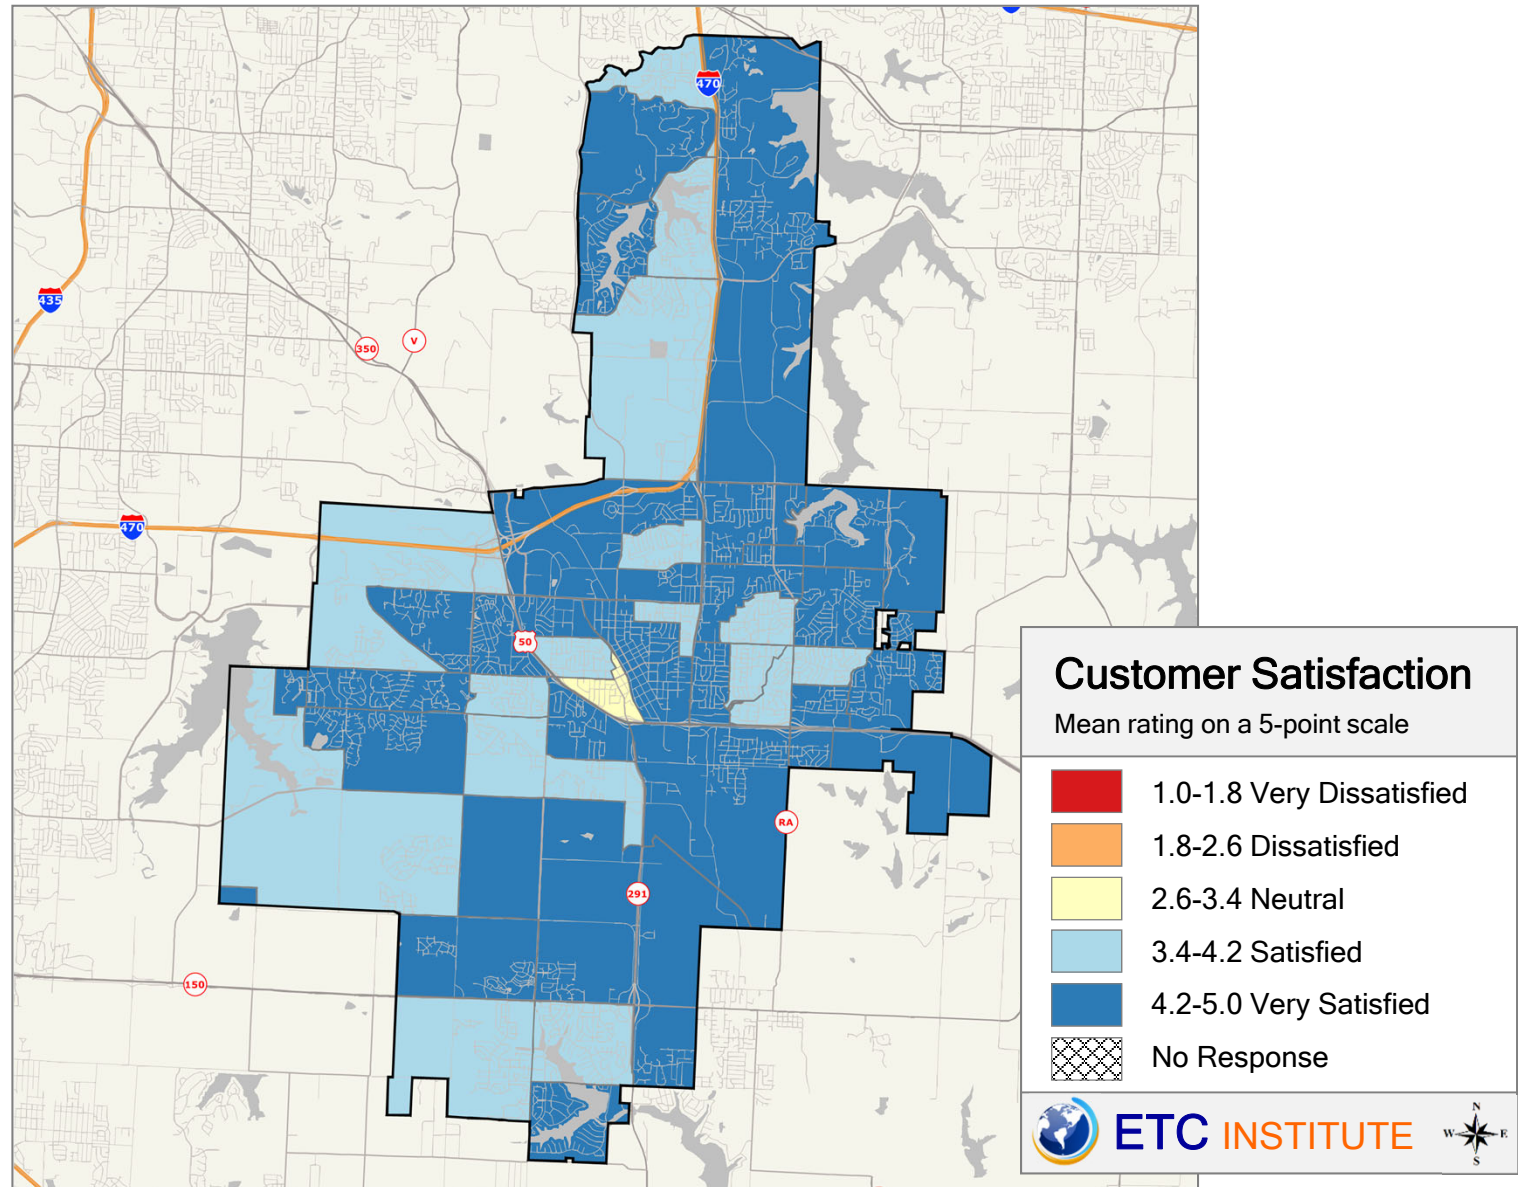 470
435
350
V
470
50
RA
291
150
Customer Satisfaction
Mean rating on a 5-point scale
1.0-1.8 Very Dissatisfied
1.8-2.6 Dissatisfied
2.6-3.4 Neutral
3.4-4.2 Satisfied
4.2-5.0 Very Satisfied
No Response
ETC INSTITUTE
N
W E
S